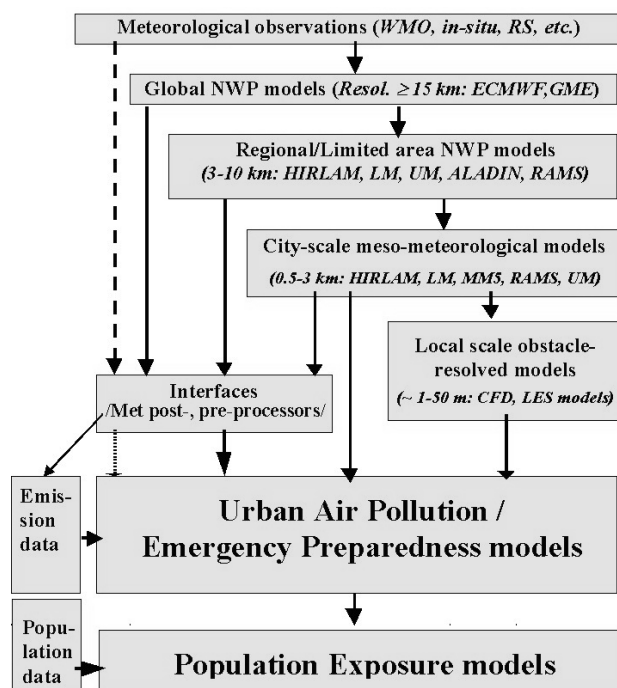 Meteorological observations (WMO, in-situ, RS, etc.)
Global NWP models (Resol. ≥ 15 km: ECMWF,GME)
Regional/Limited area NWP models
(3-10 km: HIRLAM, LM, UM, ALADIN, RAMS)
City-scale meso-meteorological models
(0.5-3 km: HIRLAM, LM, MM5, RAMS, UM)
Local scale obstacle-
resolved models
(~ 1-50 m: CFD, LES models)
Interfaces
/Met post-, pre-processors/
Emis-
sion
data
Urban Air Pollution /
Emergency Preparedness models
Popu-
lation
data
Population Exposure models